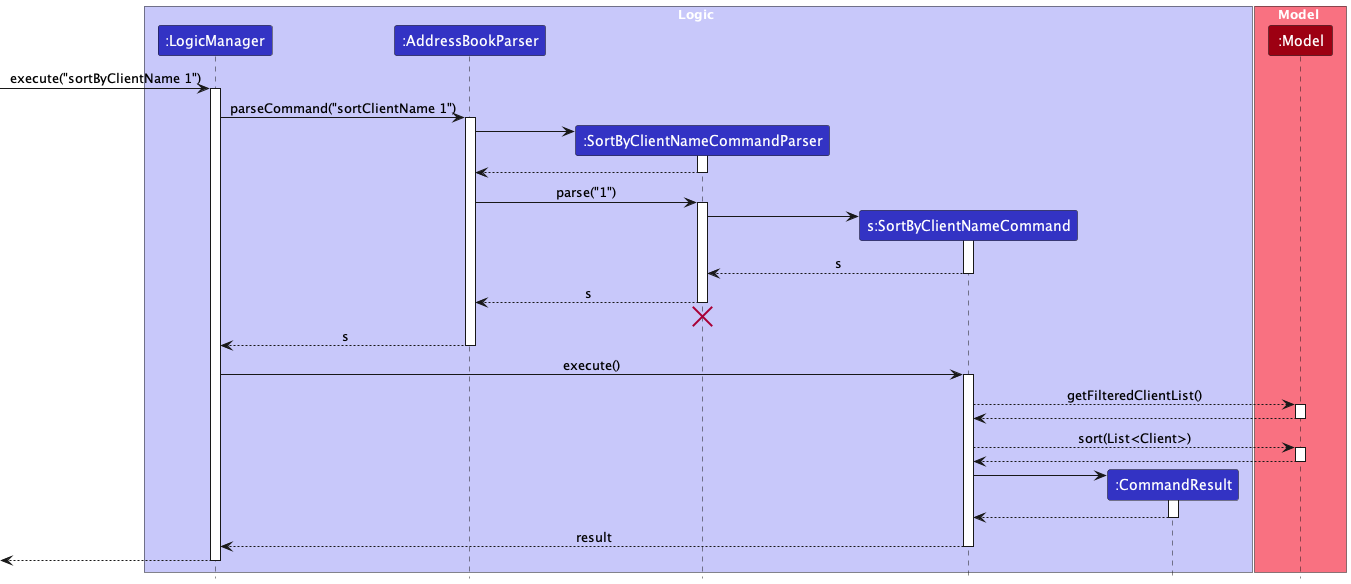 Logic
Model
:LogicManager
:AddressBookParser
:Model
execute("sortByClientName 1")
parseCommand("sortClientName 1")
:SortByClientNameCommandParser
parse("1")
s:SortByClientNameCommand
s
s
s
execute()
getFilteredClientList()
sort(List<Client>)
:CommandResult
result